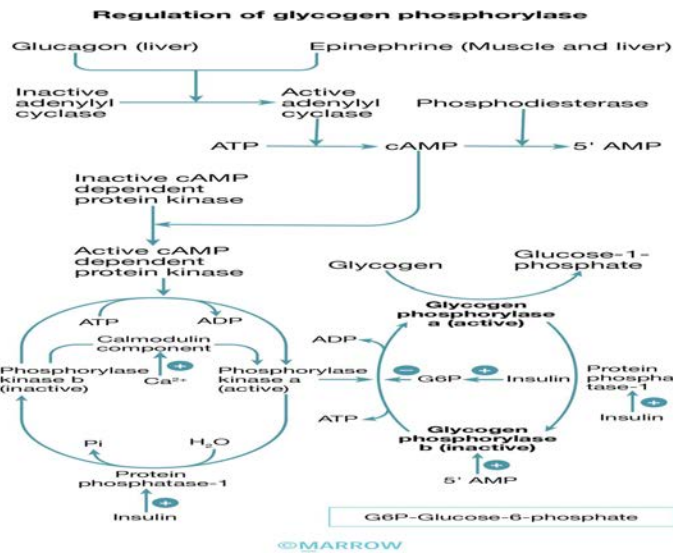 Regulation of glycogen phosphorylase
Glucagon (liver)
Epinephrine (Muscle and liver)
Inactive
adenylyl
cyclase
Active
adenylyl
cyclase
Phosphodiesterase
ATP
cAMP
5' AMP
Inactive cAMP
dependent
protein kinase
Active cAMP
dependent
protein kinase
Glycogen
Glucose-1-
phosphate
Glycogen
phosphorylase
a (active)
ATP
ADP
Calmodulin
component
Phosphorylase
kinase b
(inactive)
+
Ca²⁺
Phosphorylase
kinase a
(active)
ADP
ATP
−
G6P
+
Insulin
Protein
phospha
tase-1
+
Insulin
Glycogen
phosphorylase
b (inactive)
+
5' AMP
Pi
H₂O
Protein
phosphatase-1
+
Insulin
G6P-Glucose-6-phosphate
©MARROW